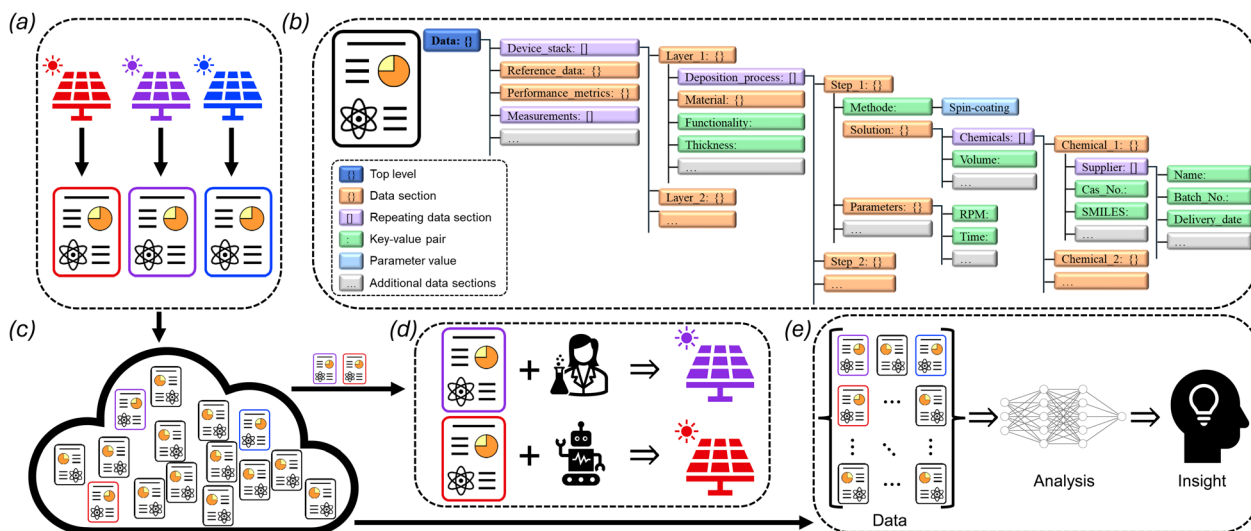 (a)
(b)
Data: {}
Device_stack: []
Reference_data: {}
Performance_metrics: {}
Measurements: []
...
Layer_1: {}
Deposition_process: []
Material: {}
Functionality:
Thickness:
...
Layer_2: {}
...
Step_1: {}
Methode:
Spin-coating
Solution: {}
Chemicals: []
Volume:
...
Parameters: {}
...
RPM:
Time:
...
Step_2: {}
...
Chemical_1: {}
Supplier: []
Cas_No.:
SMILES:
...
Chemical_2: {}
...
Name:
Batch_No.:
Delivery_date
...
{} Top level
{} Data section
[] Repeating data section
: Key-value pair
Parameter value
... Additional data sections
(c)
(d)
(e)
Data
Analysis
Insight